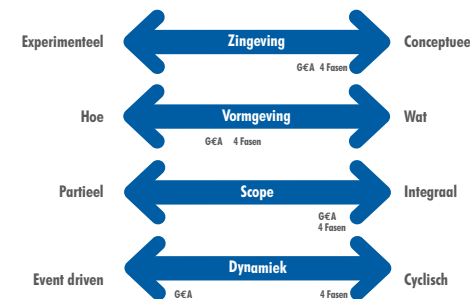 Experimenteel Zingeving Conceptuee
G€A 4 Fasen
Hoe Vormgeving Wat
G€A 4 Fasen
Partieel Scope Integraal
G€A
4 Fasen
Event driven Dynamiek Cyclisch
G€A 4 Fasen